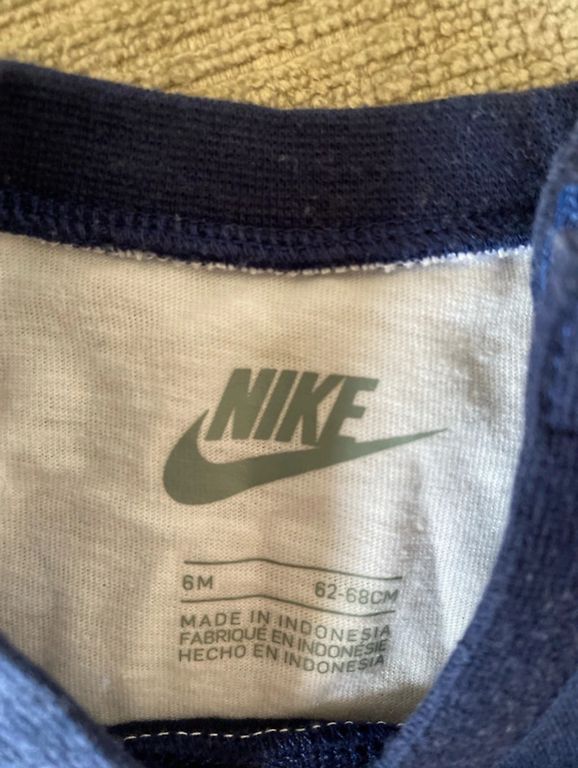 NIKE
6M 62-68CM
MADE IN INDONESIA
FABRIQUÉ EN INDONÉSIE
HECHO EN INDONESIA